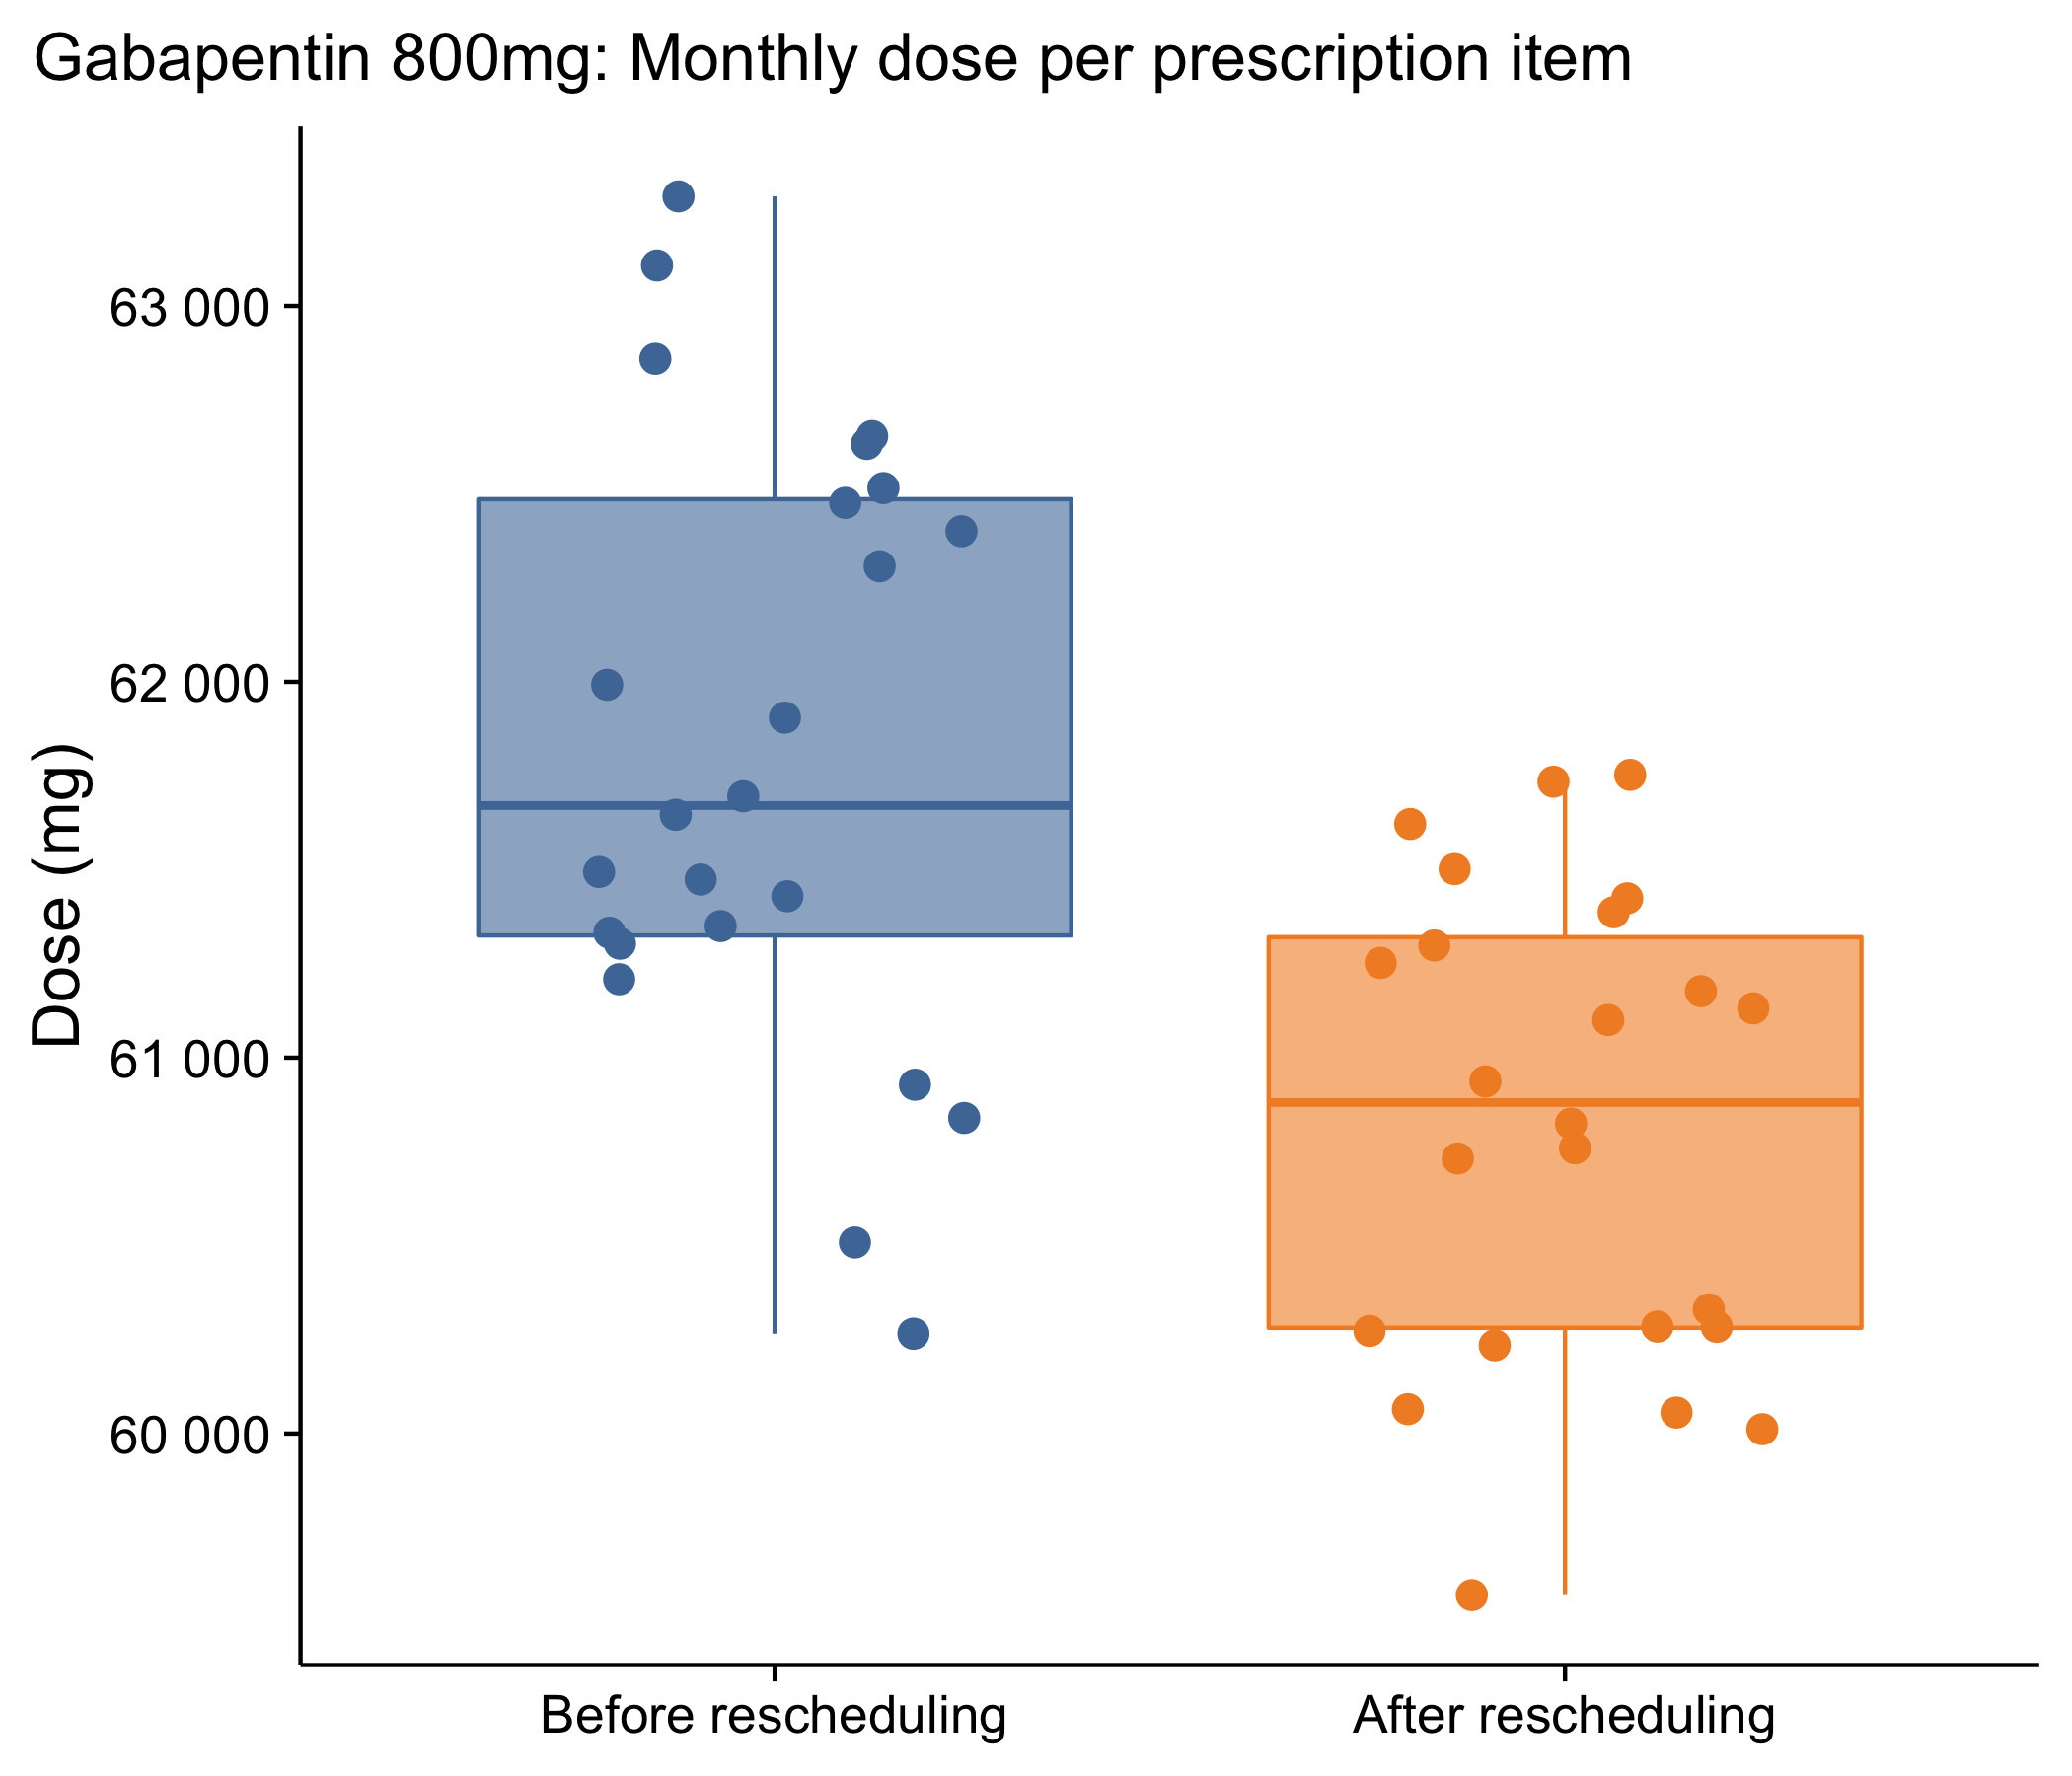 Gabapentin 800mg: Monthly dose per prescription item
Dose (mg)
63 000
62 000
61 000
60 000
Before rescheduling
After rescheduling